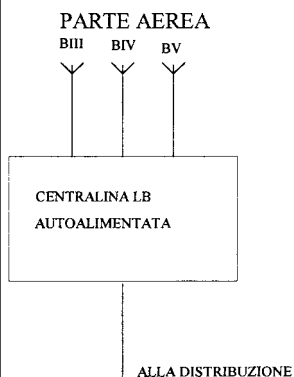 PARTE AEREA
BIII BIV BV
CENTRALINA LB
AUTOALIMENTATA
ALLA DISTRIBUZIONE